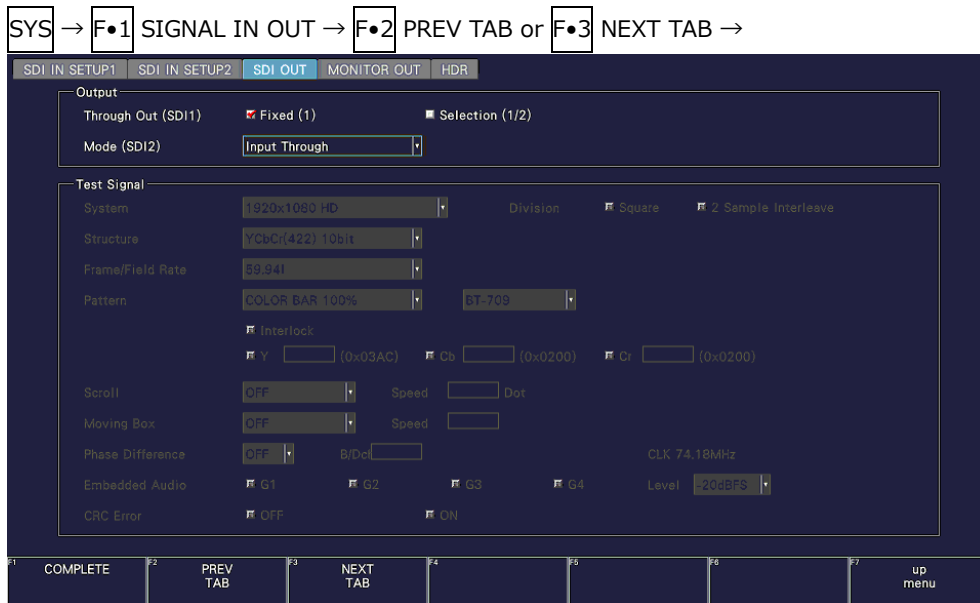 SYS → F•1 SIGNAL IN OUT → F•2 PREV TAB or F•3 NEXT TAB →
SDI IN SETUP1 SDI IN SETUP2 SDI OUT MONITOR OUT HDR
Output
Through Out (SDI1) Fixed (1) Selection (1/2)
Mode (SDI2) Input Through
Test Signal
System 1920x1080 HD Division Square 2 Sample Interleave
Structure YCbCr(422) 10bit
Frame/Field Rate 59.94I
Pattern COLOR BAR 100% BT-709
Interlock
Y (0x03AC) Cb (0x0200) Cr (0x0200)
Scroll OFF Speed Dot
Moving Box OFF Speed
Phase Difference OFF B/Dct CLK 74.18MHz
Embedded Audio G1 G2 G3 G4 Level -20dBFS
CRC Error OFF ON
F1 COMPLETE F2 PREV TAB F3 NEXT TAB F4 F5 F6 F7 up menu